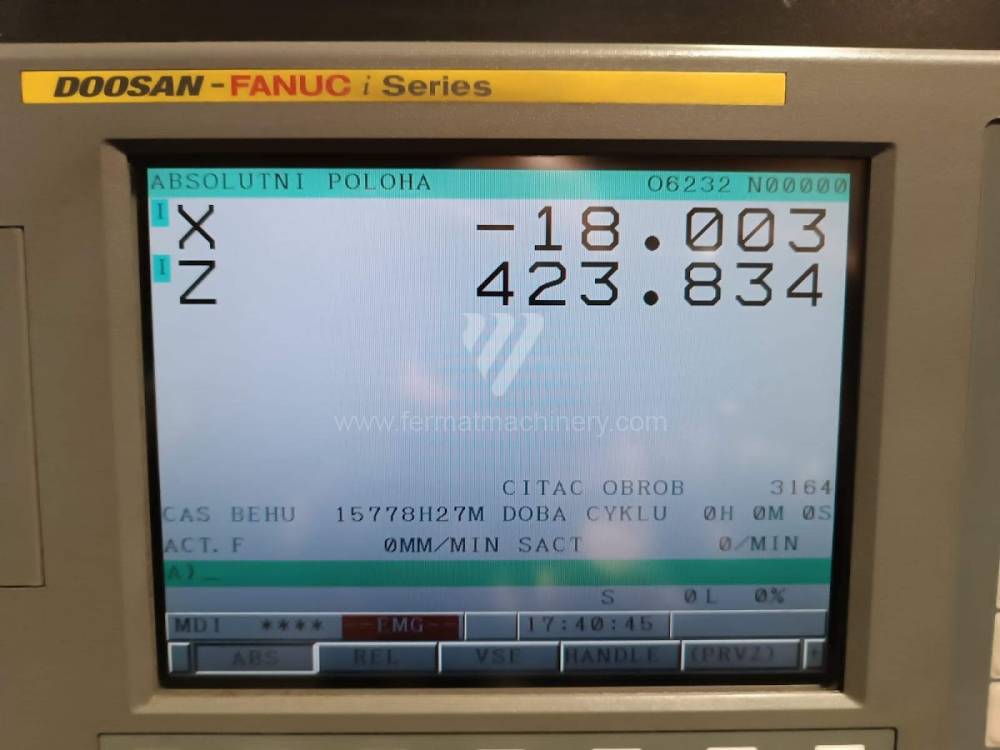 DOOSAN-FANUC i Series
ABSOLUTNI POLOHA O6232 N00000
I X -18.003
I Z 423.834
www.fermatmachinery.com
CITAC OBROB 3164
CAS BEHU 15778H27M DOBA CYKLU 0H 0M 0S
ACT.F 0MM/MIN SACT 0/MIN
A)_
S 0 L 0%
MDI **** --EMG-- 17:40:45
ABS REL VSE HANDLE (PRVZ) +